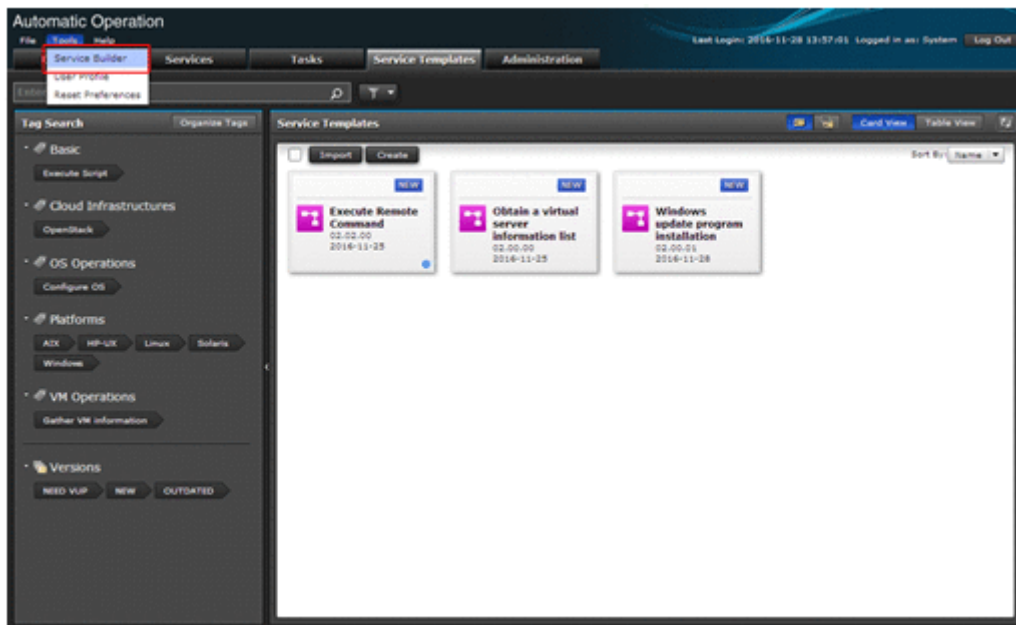 Automatic Operation
File Tools Help
Last Login: 2016-11-28 13:57:01 Logged in as: System Log Out
Service Builder
User Profile
Reset Preferences
Services Tasks Service Templates Administration
Tag Search Organize Tags
Basic
Execute Script
Cloud Infrastructures
OpenStack
OS Operations
Configure OS
Platforms
AIX HP-UX Linux Solaris
Windows
VM Operations
Gather VM information
Versions
NEED VUP NEW OUTDATED
Service Templates Card View Table View
Import Create Sort By: Name
NEW
Execute Remote
Command
02.02.00
2016-11-25
NEW
Obtain a virtual
server
information list
02.00.00
2016-11-25
NEW
Windows
update program
installation
02.00.01
2016-11-28